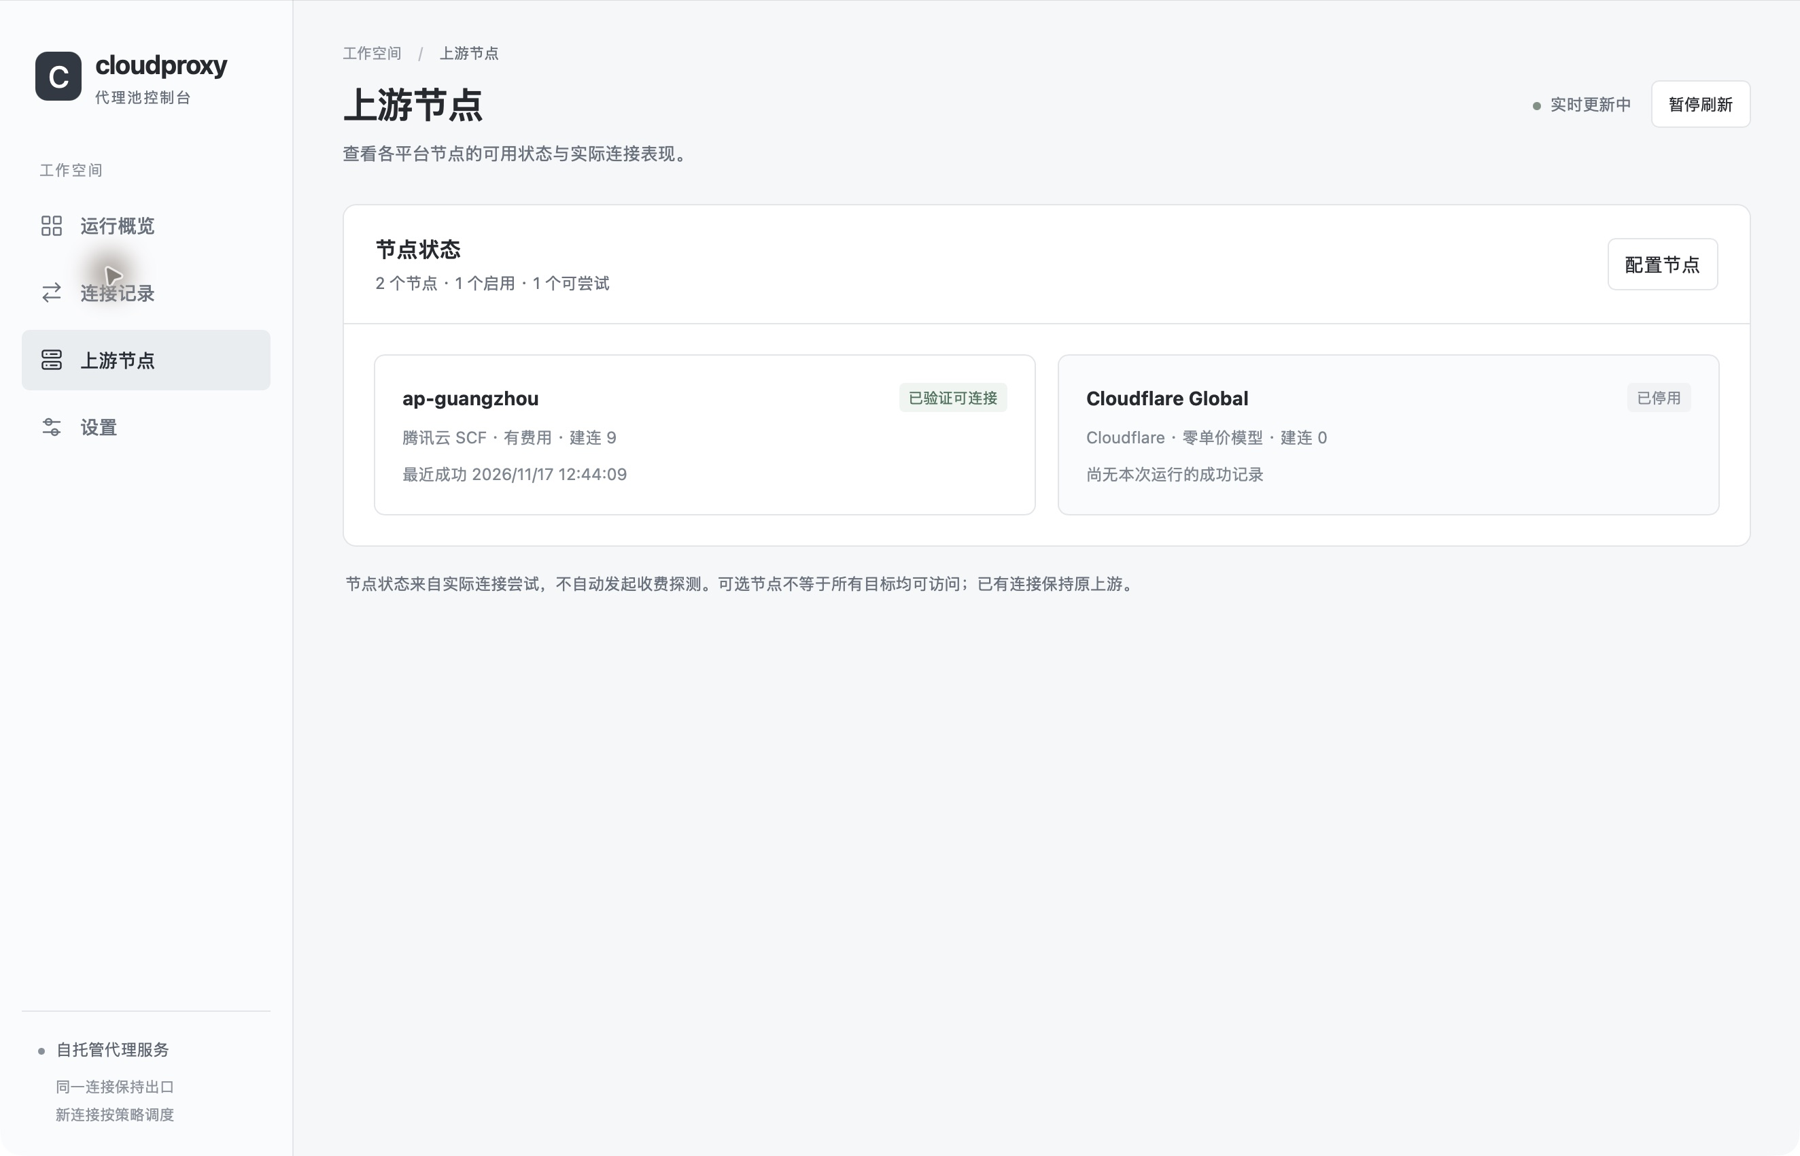 C
cloudproxy
代理池控制台
工作空间
运行概览
连接记录
上游节点
设置
自托管代理服务
同一连接保持出口
新连接按策略调度
工作空间 / 上游节点
上游节点
查看各平台节点的可用状态与实际连接表现。
实时更新中
暂停刷新
节点状态
2 个节点 · 1 个启用 · 1 个可尝试
配置节点
ap-guangzhou
已验证可连接
腾讯云 SCF · 有费用 · 建连 9
最近成功 2026/11/17 12:44:09
Cloudflare Global
已停用
Cloudflare · 零单价模型 · 建连 0
尚无本次运行的成功记录
节点状态来自实际连接尝试，不自动发起收费探测。可选节点不等于所有目标均可访问；已有连接保持原上游。